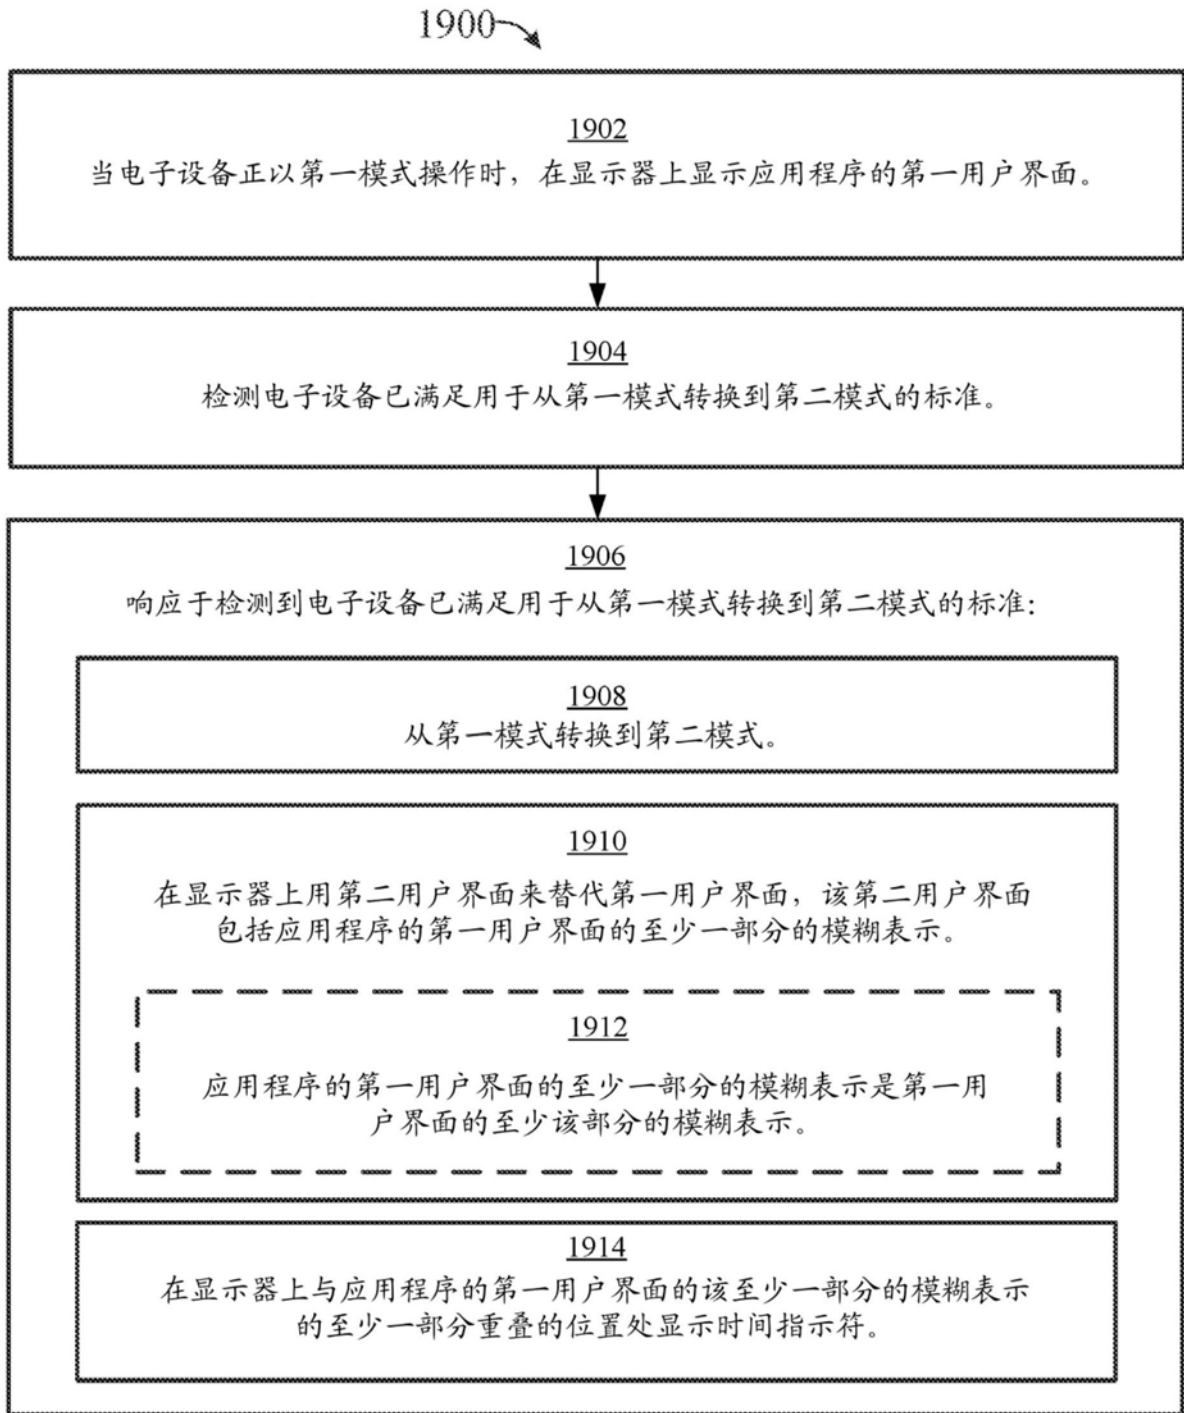 1900
1902
当电子设备正以第一模式操作时，在显示器上显示应用程序的第一用户界面。
1904
检测电子设备已满足用于从第一模式转换到第二模式的标准。
1906
响应于检测到电子设备已满足用于从第一模式转换到第二模式的标准：
1908
从第一模式转换到第二模式。
1910
在显示器上用第二用户界面来替代第一用户界面，该第二用户界面
包括应用程序的第一用户界面的至少一部分的模糊表示。
1912
应用程序的第一用户界面的至少一部分的模糊表示是第一用
户界面的至少该部分的模糊表示。
1914
在显示器上与应用程序的第一用户界面的该至少一部分的模糊表示
的至少一部分重叠的位置处显示时间指示符。